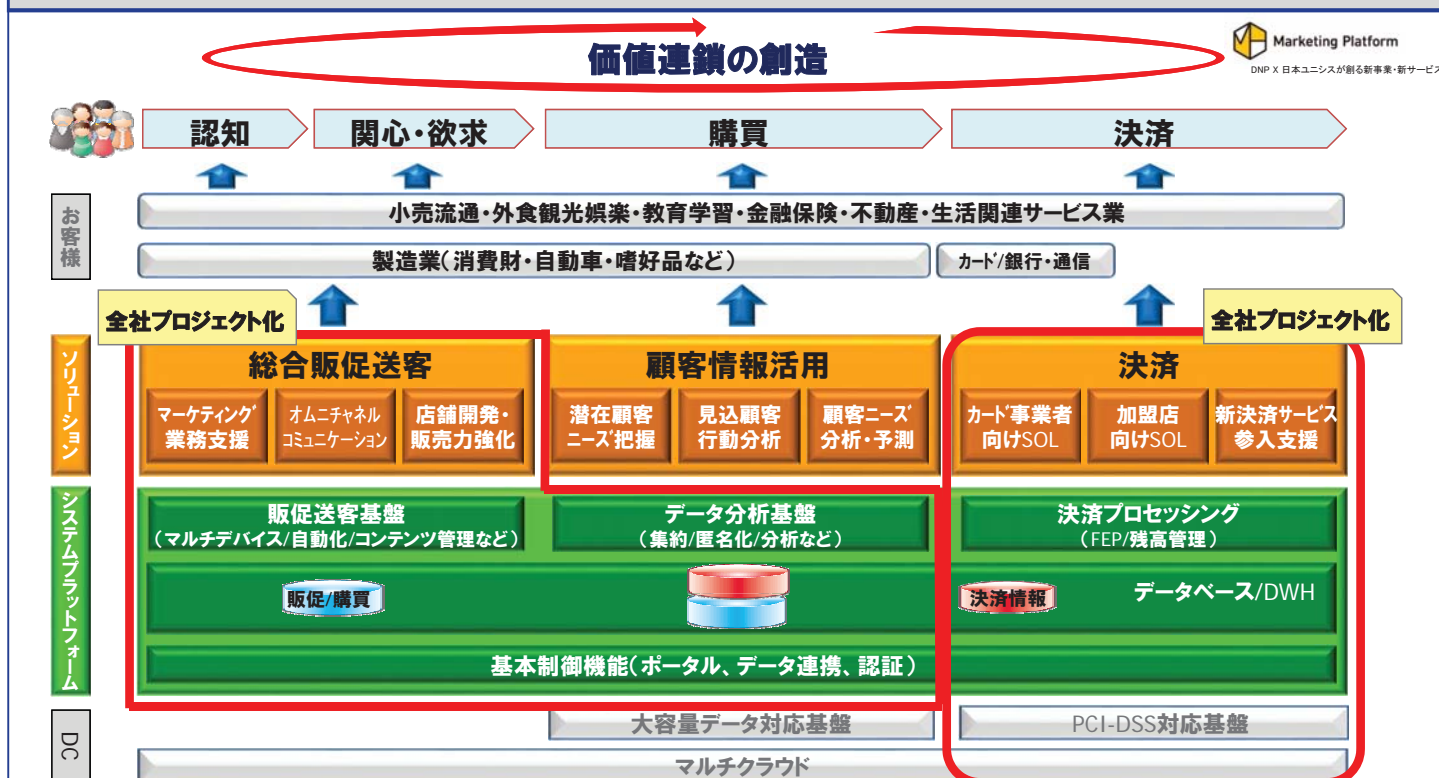 価値連鎖の創造
Marketing Platform
DNP X 日本ユニシスが創る新事業・新サービス
認知
関心・欲求
購買
決済
お客様
小売流通・外食観光娯楽・教育学習・金融保険・不動産・生活関連サービス業
製造業（消費財・自動車・嗜好品など）
カード/銀行・通信
全社プロジェクト化
全社プロジェクト化
ソリューション
総合販促送客
顧客情報活用
決済
マーケティング
業務支援
オムニチャネル
コミュニケーション
店舗開発・
販売力強化
潜在顧客
ニーズ把握
見込顧客
行動分析
顧客ニーズ
分析・予測
カード事業者
向けSOL
加盟店
向けSOL
新決済サービス
参入支援
システムプラットフォーム
販促送客基盤
（マルチデバイス/自動化/コンテンツ管理など）
データ分析基盤
（集約/匿名化/分析など）
決済プロセッシング
（FEP/残高管理）
販促/購買
決済情報
データベース/DWH
基本制御機能（ポータル、データ連携、認証）
DC
大容量データ対応基盤
PCI-DSS対応基盤
マルチクラウド